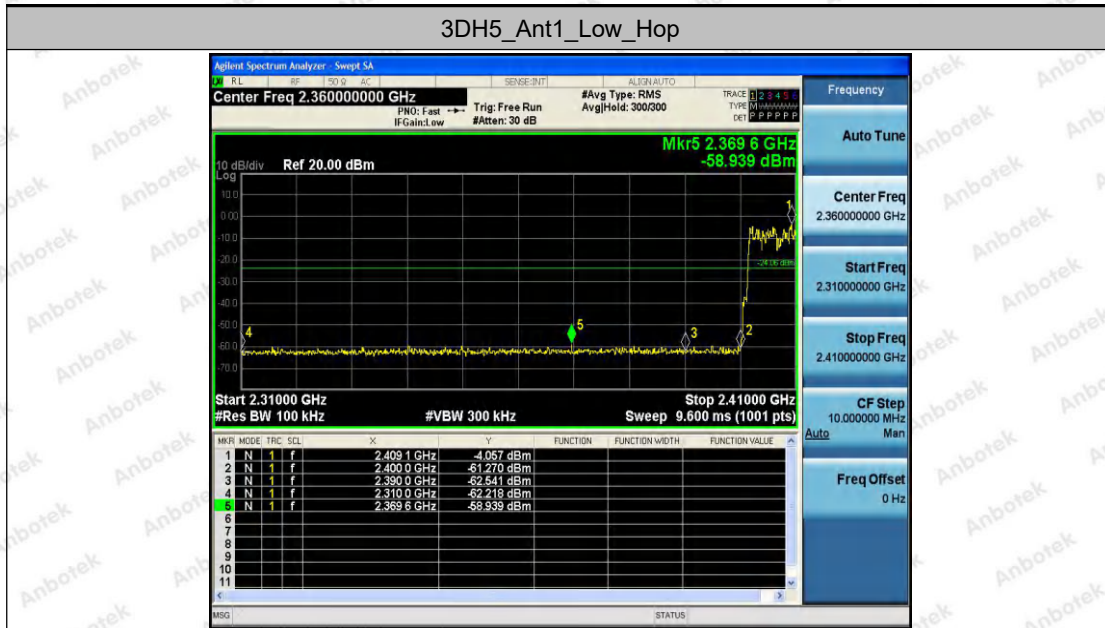 3DH5_Ant1_Low_Hop
Agilent Spectrum Analyzer - Swept SA
RL RF 50 Ω AC SENSE:INT ALIGN AUTO
Center Freq 2.360000000 GHz
PNO: Fast
IFGain:Low
Trig: Free Run
#Atten: 30 dB
#Avg Type: RMS
Avg|Hold: 300/300
TRACE 1 2 3 4 5 6
TYPE M
DET P P P P P P
Mkr5 2.369 6 GHz
-58.939 dBm
10 dB/div Ref 20.00 dBm
Log
10.0
0.00
-10.0
-20.0
-30.0
-40.0
-50.0
-60.0
-70.0
-24.06 dBm
1
2
3
4
5
Start 2.31000 GHz Stop 2.41000 GHz
#Res BW 100 kHz #VBW 300 kHz Sweep 9.600 ms (1001 pts)
MKR MODE TRC SCL X Y FUNCTION FUNCTION WIDTH FUNCTION VALUE
1 N 1 f 2.409 1 GHz -4.057 dBm
2 N 1 f 2.400 0 GHz -61.270 dBm
3 N 1 f 2.390 0 GHz -62.541 dBm
4 N 1 f 2.310 0 GHz -62.218 dBm
5 N 1 f 2.369 6 GHz -58.939 dBm
6
7
8
9
10
11
MSG STATUS
Frequency
Auto Tune
Center Freq
2.360000000 GHz
Start Freq
2.310000000 GHz
Stop Freq
2.410000000 GHz
CF Step
10.000000 MHz
Auto Man
Freq Offset
0 Hz
Anbotek